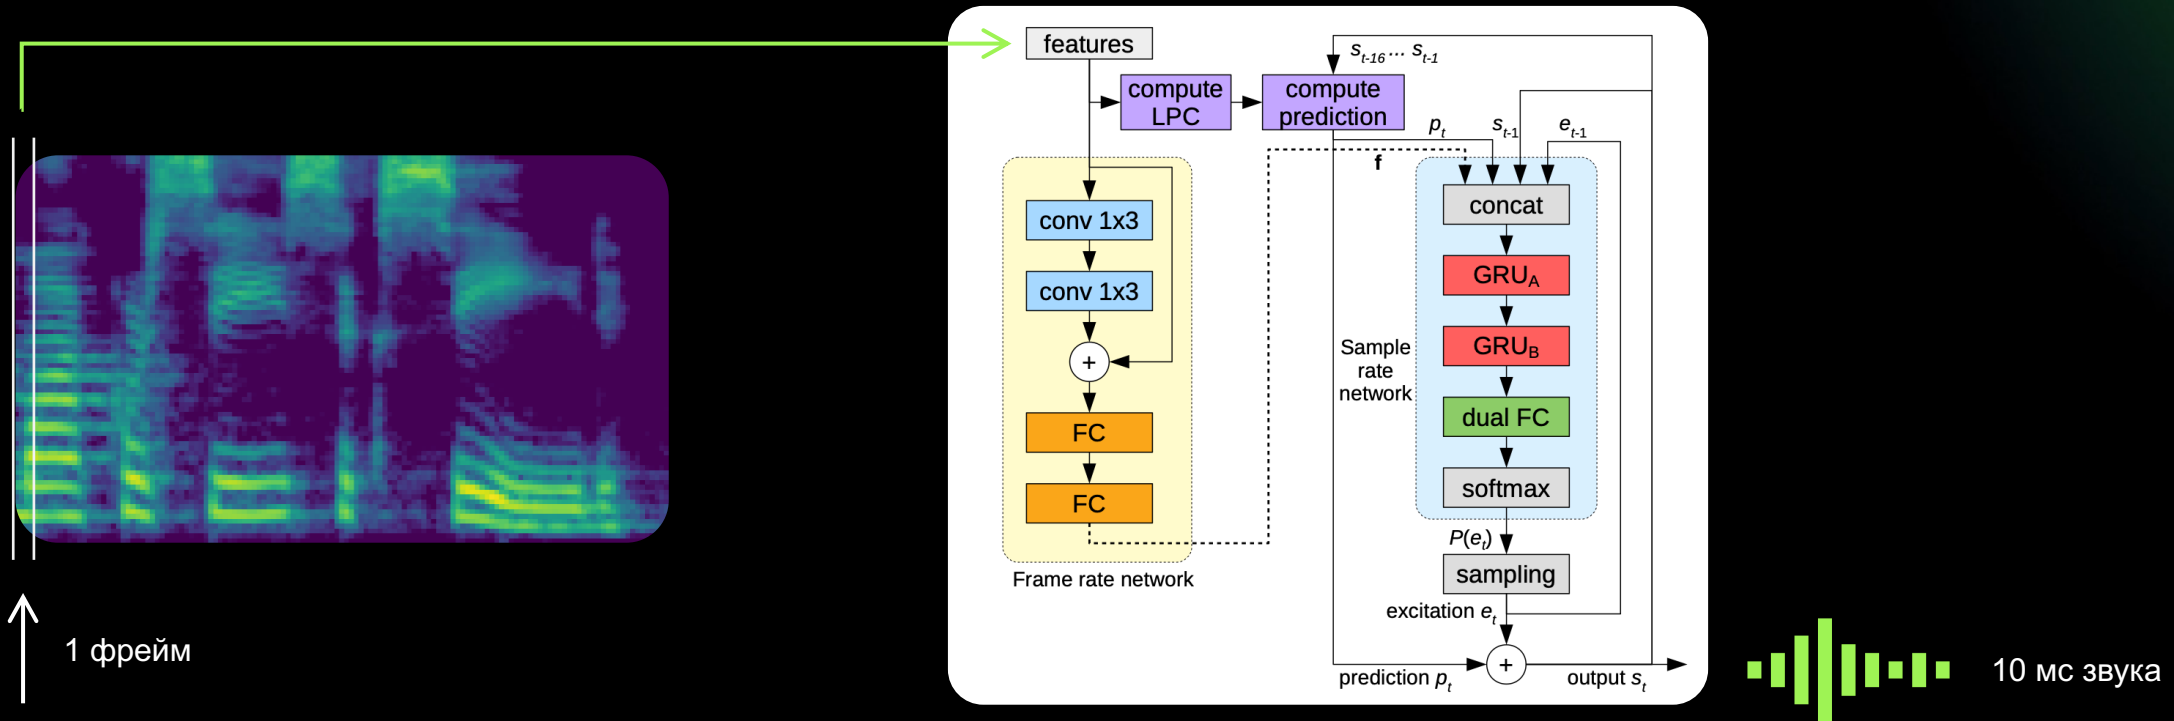 features
s_{t-16} ... s_{t-1}
compute
LPC
compute
prediction
p_t
s_{t-1}
e_{t-1}
f
concat
conv 1x3
GRU_A
conv 1x3
GRU_B
+
Sample
rate
network
dual FC
FC
softmax
FC
P(e_t)
sampling
Frame rate network
excitation e_t
+
prediction p_t
output s_t
1 фрейм
10 мс звука